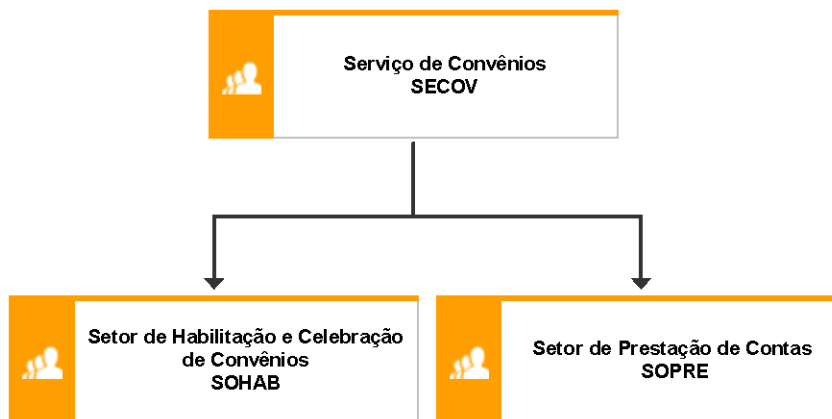 Serviço de Convênios
SECOV
Setor de Habilitação e Celebração
de Convênios
SOHAB
Setor de Prestação de Contas
SOPRE